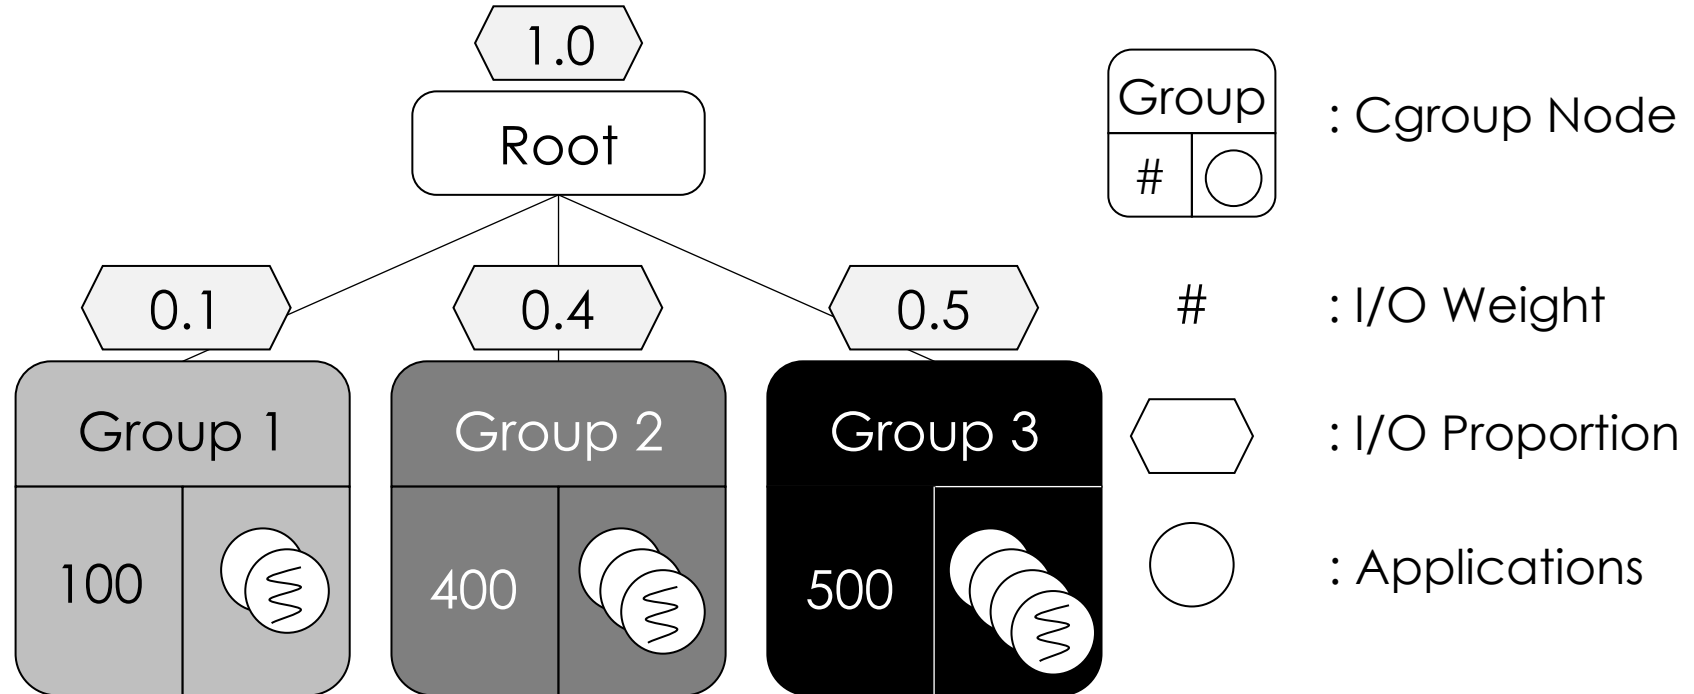 1.0
Root
0.1
0.4
0.5
Group 1
Group 2
Group 3
100
400
500
Group
#
: Cgroup Node
# : I/O Weight
: I/O Proportion
: Applications